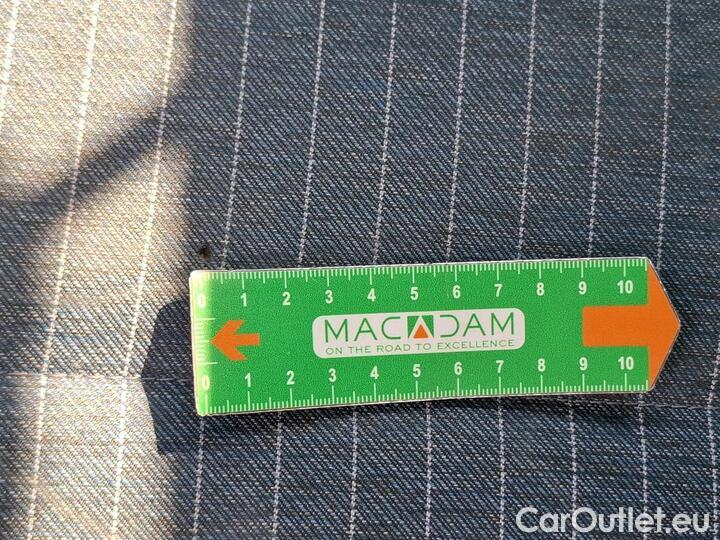 0 1 2 3 4 5 6 7 8 9 10
MACADAM
ON THE ROAD TO EXCELLENCE
0 1 2 3 4 5 6 7 8 9 10
CarOutlet.eu